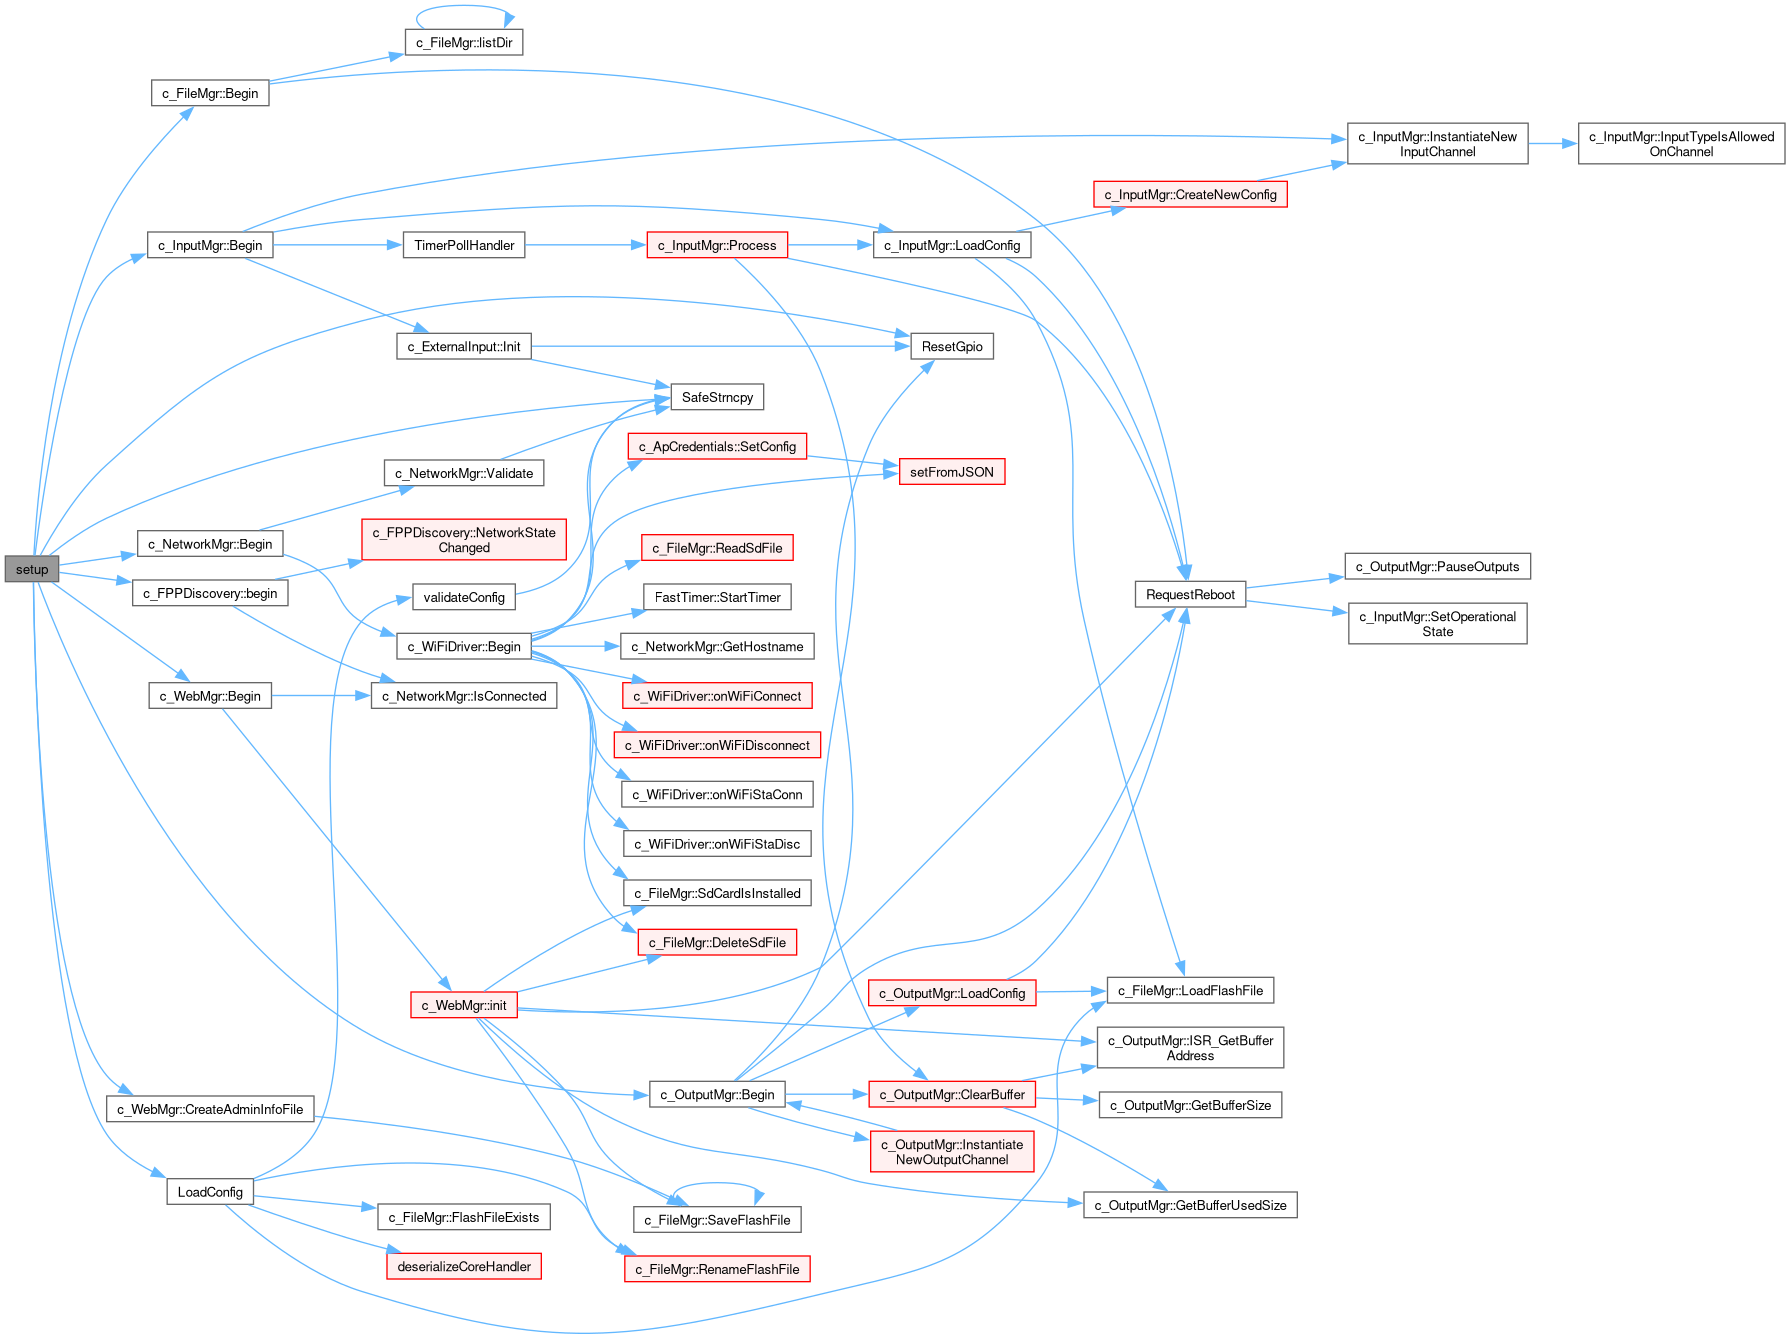 c_FileMgr::listDir
c_FileMgr::Begin
c_InputMgr::InstantiateNew
InputChannel
c_InputMgr::InputTypeIsAllowed
OnChannel
c_InputMgr::CreateNewConfig
c_InputMgr::Begin
TimerPollHandler
c_InputMgr::Process
c_InputMgr::LoadConfig
c_ExternalInput::Init
ResetGpio
SafeStrncpy
c_ApCredentials::SetConfig
c_NetworkMgr::Validate
setFromJSON
c_NetworkMgr::Begin
c_FPPDiscovery::NetworkState
Changed
c_FileMgr::ReadSdFile
setup
c_FPPDiscovery::begin
validateConfig
FastTimer::StartTimer
RequestReboot
c_OutputMgr::PauseOutputs
c_InputMgr::SetOperational
State
c_WiFiDriver::Begin
c_NetworkMgr::GetHostname
c_WebMgr::Begin
c_NetworkMgr::IsConnected
c_WiFiDriver::onWiFiConnect
c_WiFiDriver::onWiFiDisconnect
c_WiFiDriver::onWiFiStaConn
c_WiFiDriver::onWiFiStaDisc
c_FileMgr::SdCardIsInstalled
c_FileMgr::DeleteSdFile
c_WebMgr::init
c_OutputMgr::LoadConfig
c_FileMgr::LoadFlashFile
c_OutputMgr::ISR_GetBuffer
Address
c_OutputMgr::Begin
c_OutputMgr::ClearBuffer
c_OutputMgr::GetBufferSize
c_WebMgr::CreateAdminInfoFile
c_OutputMgr::Instantiate
NewOutputChannel
LoadConfig
c_FileMgr::FlashFileExists
c_FileMgr::SaveFlashFile
c_OutputMgr::GetBufferUsedSize
deserializeCoreHandler
c_FileMgr::RenameFlashFile